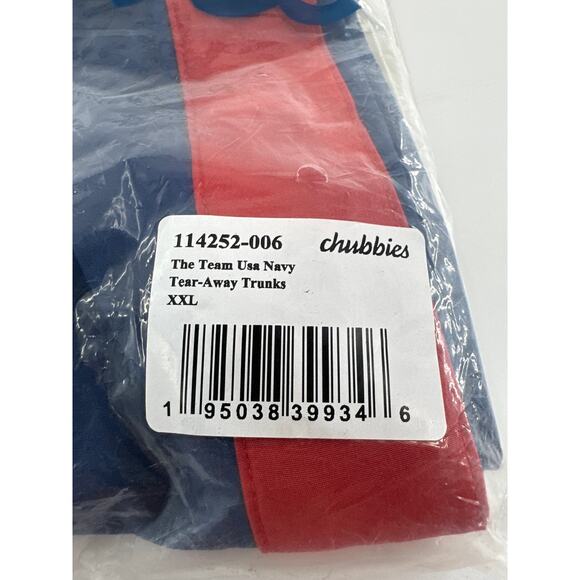 114252-006 chubbies
The Team Usa Navy
Tear-Away Trunks
XXL
1 95038 39934 6